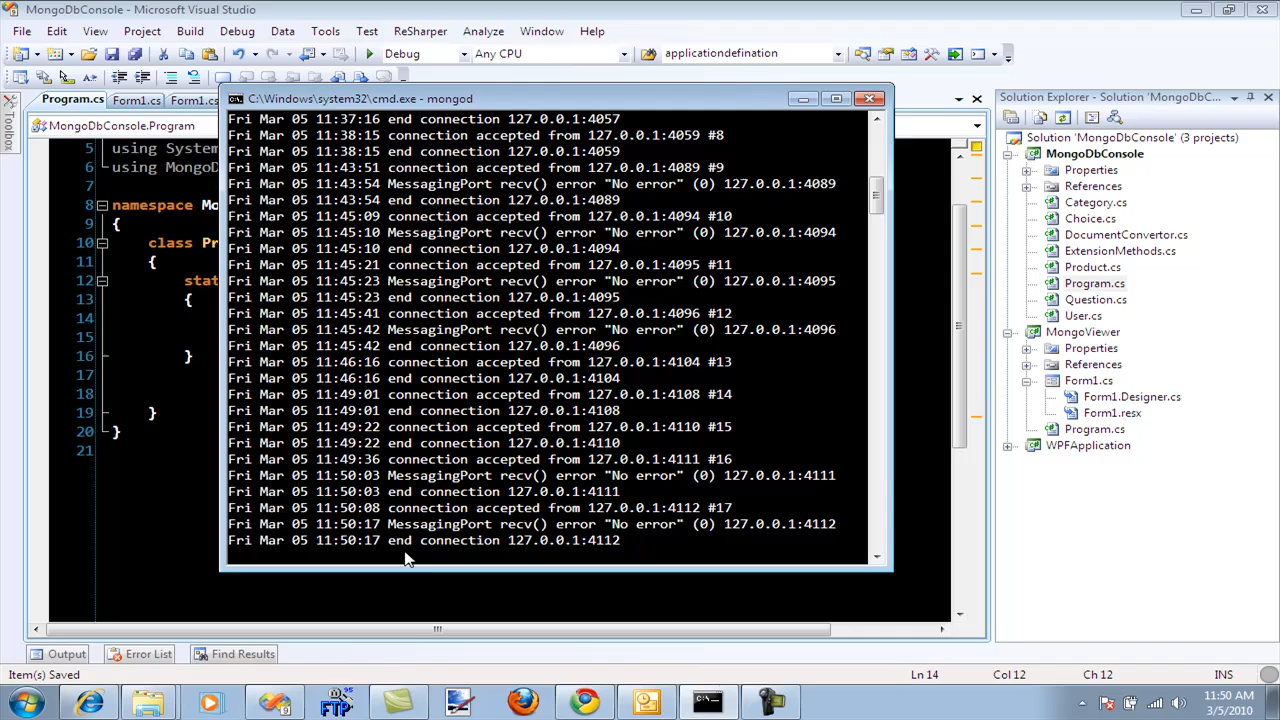 MongoDbConsole - Microsoft Visual Studio
File Edit View Project Build Debug Data Tools Test ReSharper Analyze Window Help
Debug Any CPU applicationdefination
Program.cs Form1.cs Form1.cs
MongoDbConsole.Program
5 using System
6 using MongoD
7
8 namespace Mo
9 {
10 class Pr
11 {
12 stat
13 {
14
15
16 }
17
18
19 }
20 }
21
C:\Windows\system32\cmd.exe - mongod
Fri Mar 05 11:37:16 end connection 127.0.0.1:4057
Fri Mar 05 11:38:15 connection accepted from 127.0.0.1:4059 #8
Fri Mar 05 11:38:15 end connection 127.0.0.1:4059
Fri Mar 05 11:43:51 connection accepted from 127.0.0.1:4089 #9
Fri Mar 05 11:43:54 MessagingPort recv() error "No error" (0) 127.0.0.1:4089
Fri Mar 05 11:43:54 end connection 127.0.0.1:4089
Fri Mar 05 11:45:09 connection accepted from 127.0.0.1:4094 #10
Fri Mar 05 11:45:10 MessagingPort recv() error "No error" (0) 127.0.0.1:4094
Fri Mar 05 11:45:10 end connection 127.0.0.1:4094
Fri Mar 05 11:45:21 connection accepted from 127.0.0.1:4095 #11
Fri Mar 05 11:45:23 MessagingPort recv() error "No error" (0) 127.0.0.1:4095
Fri Mar 05 11:45:23 end connection 127.0.0.1:4095
Fri Mar 05 11:45:41 connection accepted from 127.0.0.1:4096 #12
Fri Mar 05 11:45:42 MessagingPort recv() error "No error" (0) 127.0.0.1:4096
Fri Mar 05 11:45:42 end connection 127.0.0.1:4096
Fri Mar 05 11:46:16 connection accepted from 127.0.0.1:4104 #13
Fri Mar 05 11:46:16 end connection 127.0.0.1:4104
Fri Mar 05 11:49:01 connection accepted from 127.0.0.1:4108 #14
Fri Mar 05 11:49:01 end connection 127.0.0.1:4108
Fri Mar 05 11:49:22 connection accepted from 127.0.0.1:4110 #15
Fri Mar 05 11:49:22 end connection 127.0.0.1:4110
Fri Mar 05 11:49:36 connection accepted from 127.0.0.1:4111 #16
Fri Mar 05 11:50:03 MessagingPort recv() error "No error" (0) 127.0.0.1:4111
Fri Mar 05 11:50:03 end connection 127.0.0.1:4111
Fri Mar 05 11:50:08 connection accepted from 127.0.0.1:4112 #17
Fri Mar 05 11:50:17 MessagingPort recv() error "No error" (0) 127.0.0.1:4112
Fri Mar 05 11:50:17 end connection 127.0.0.1:4112
Toolbox
Solution Explorer - Solution 'MongoDbC...
Solution 'MongoDbConsole' (3 projects)
MongoDbConsole
Properties
References
Category.cs
Choice.cs
DocumentConvertor.cs
ExtensionMethods.cs
Product.cs
Program.cs
Question.cs
User.cs
MongoViewer
Properties
References
Form1.cs
Form1.Designer.cs
Form1.resx
Program.cs
WPFApplication
Output Error List Find Results
Item(s) Saved Ln 14 Col 12 Ch 12 INS
FTP
11:50 AM
3/5/2010